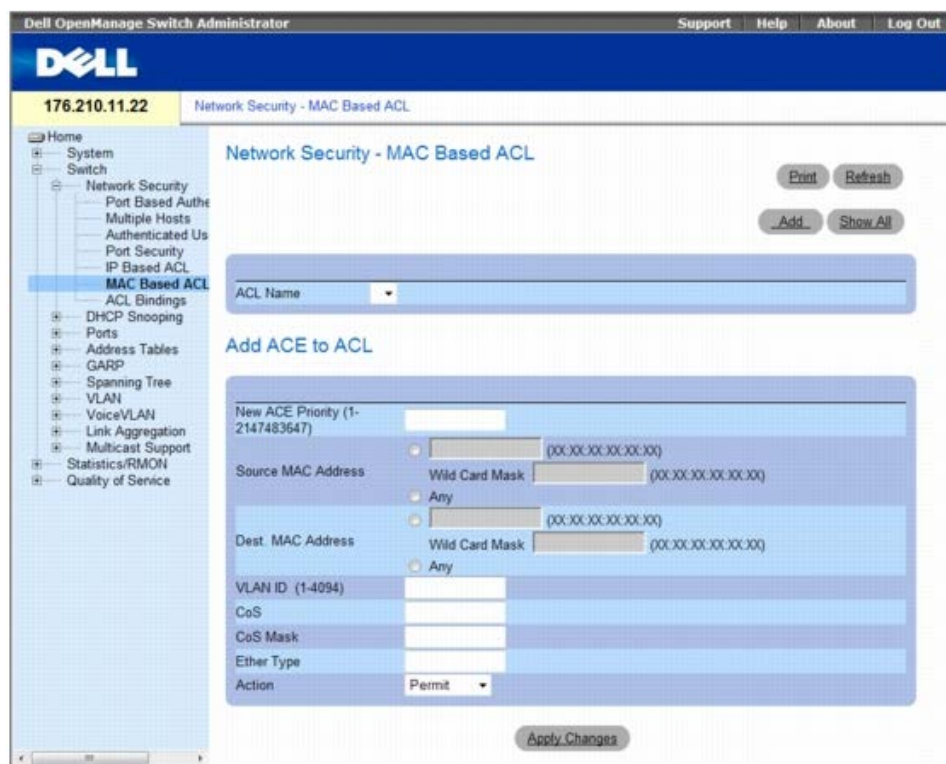 Dell OpenManage Switch Administrator Support Help About Log Out
DELL
176.210.11.22 Network Security - MAC Based ACL
Home
System
Switch
Network Security
Port Based Authe
Multiple Hosts
Authenticated Us
Port Security
IP Based ACL
MAC Based ACL
ACL Bindings
DHCP Snooping
Ports
Address Tables
GARP
Spanning Tree
VLAN
VoiceVLAN
Link Aggregation
Multicast Support
Statistics/RMON
Quality of Service
Network Security - MAC Based ACL
Print Refresh
Add Show All
ACL Name
Add ACE to ACL
New ACE Priority (1-
2147483647)
Source MAC Address
(XX:XX:XX:XX:XX:XX)
Wild Card Mask (XX:XX:XX:XX:XX:XX)
Any
Dest. MAC Address
(XX:XX:XX:XX:XX:XX)
Wild Card Mask (XX:XX:XX:XX:XX:XX)
Any
VLAN ID (1-4094)
CoS
CoS Mask
Ether Type
Action Permit
Apply Changes